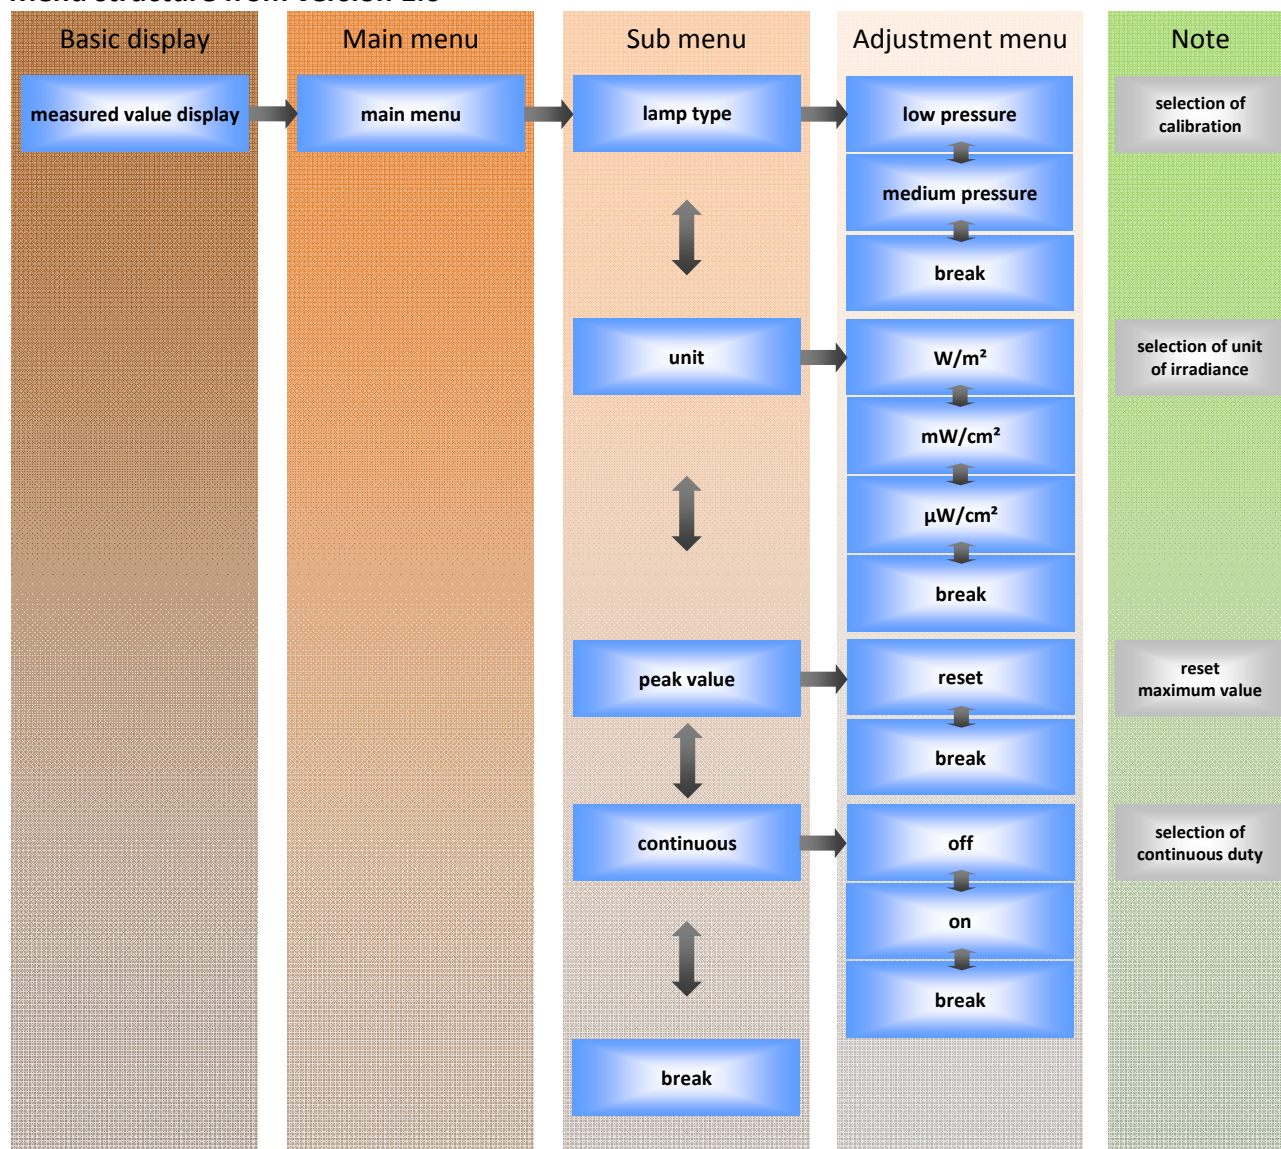 Basic display
Main menu
Sub menu
Adjustment menu
Note
measured value display
main menu
lamp type
low pressure
selection of
calibration
medium pressure
break
unit
W/m²
selection of unit
of irradiance
mW/cm²
µW/cm²
break
peak value
reset
reset
maximum value
break
continuous
off
selection of
continuous duty
on
break
break